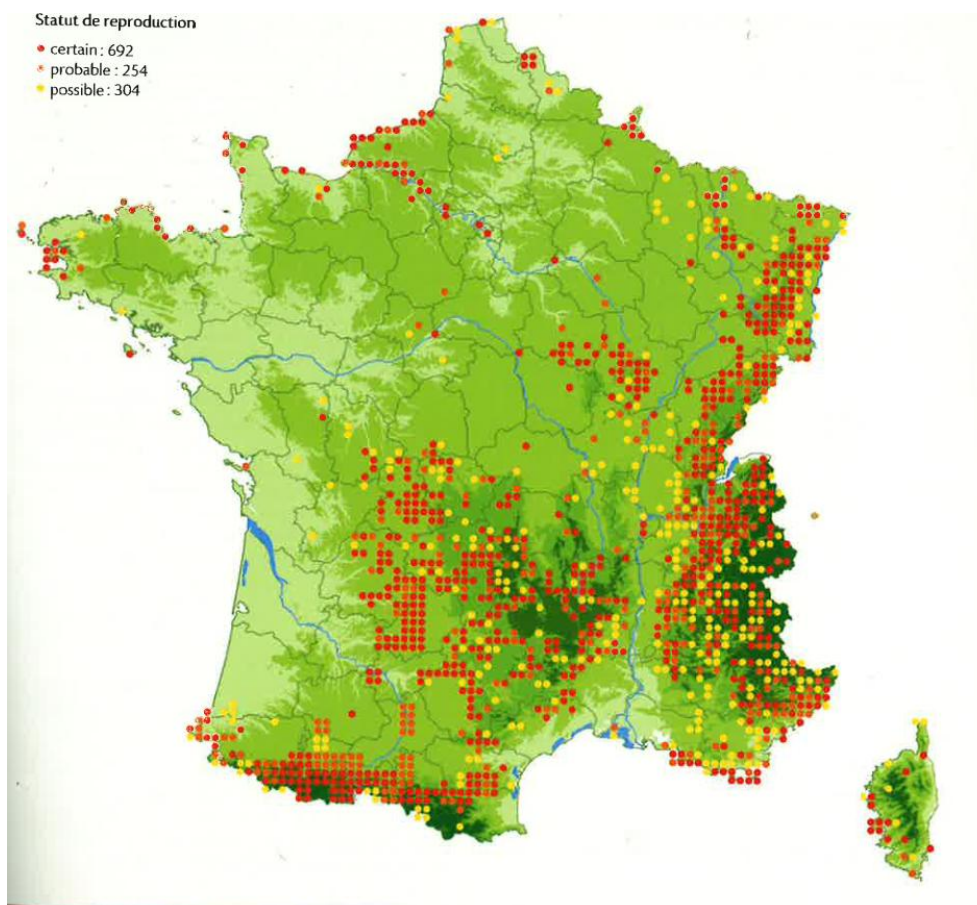 Statut de reproduction
certain : 692
probable : 254
possible : 304